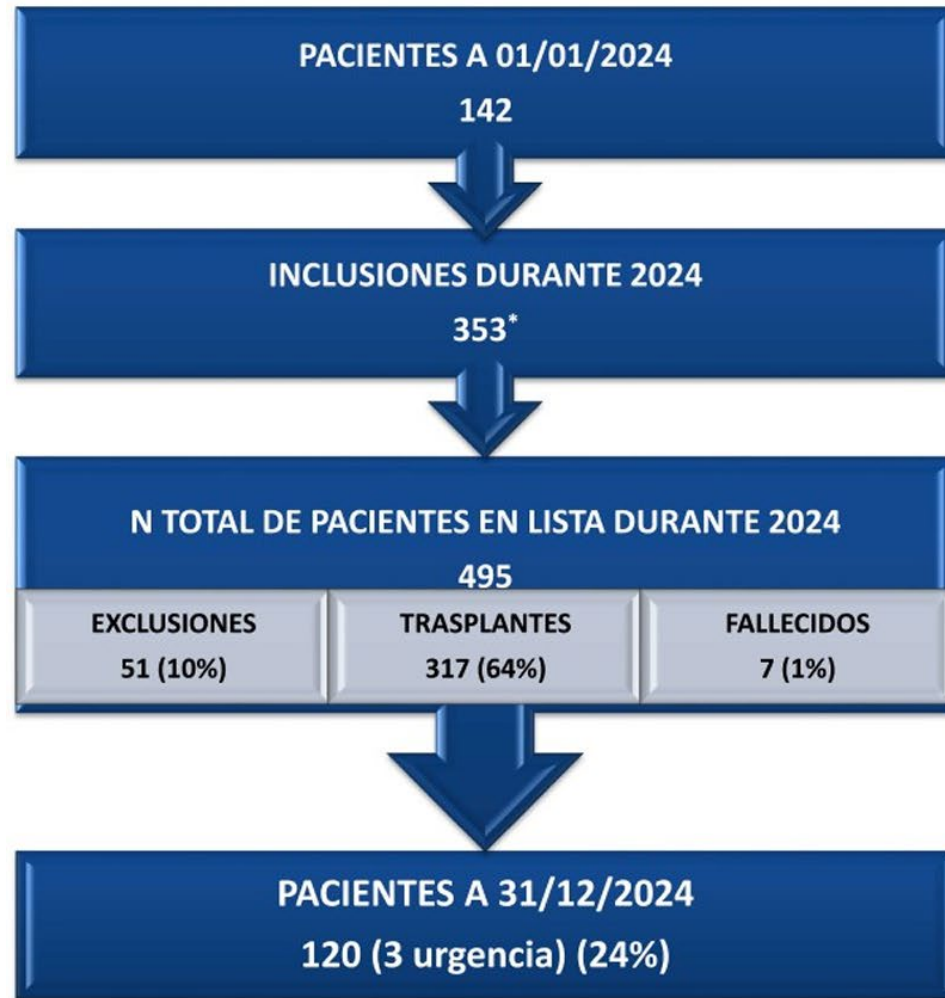 PACIENTES A 01/01/2024
142
INCLUSIONES DURANTE 2024
353*
N TOTAL DE PACIENTES EN LISTA DURANTE 2024
495
EXCLUSIONES
51 (10%)
TRASPLANTES
317 (64%)
FALLECIDOS
7 (1%)
PACIENTES A 31/12/2024
120 (3 urgencia) (24%)